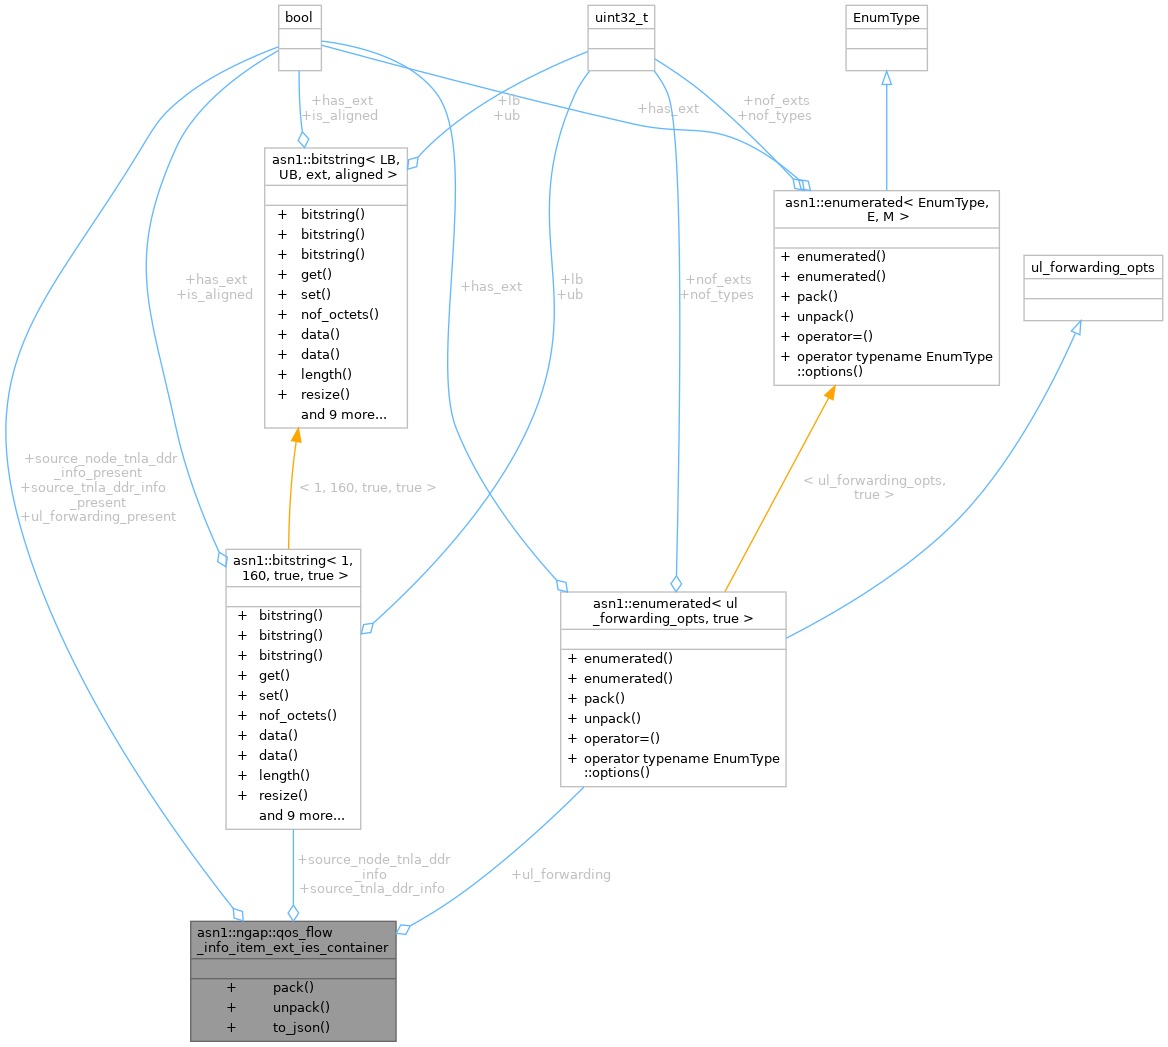 bool
uint32_t
EnumType
+has_ext
+is_aligned
+lb
+ub
+has_ext
+nof_exts
+nof_types
asn1::bitstring< LB,
UB, ext, aligned >
+ bitstring()
+ bitstring()
+ bitstring()
+ get()
+ set()
+ nof_octets()
+ data()
+ data()
+ length()
+ resize()
and 9 more...
asn1::enumerated< EnumType,
E, M >
+ enumerated()
+ enumerated()
+ pack()
+ unpack()
+ operator=()
+ operator typename EnumType
::options()
ul_forwarding_opts
+has_ext
+is_aligned
+has_ext
+lb
+ub
+nof_exts
+nof_types
+source_node_tnla_ddr
_info_present
+source_tnla_ddr_info
_present
+ul_forwarding_present
< 1, 160, true, true >
< ul_forwarding_opts,
true >
asn1::bitstring< 1,
160, true, true >
+ bitstring()
+ bitstring()
+ bitstring()
+ get()
+ set()
+ nof_octets()
+ data()
+ data()
+ length()
+ resize()
and 9 more...
asn1::enumerated< ul
_forwarding_opts, true >
+ enumerated()
+ enumerated()
+ pack()
+ unpack()
+ operator=()
+ operator typename EnumType
::options()
+source_node_tnla_ddr
_info
+source_tnla_ddr_info
+ul_forwarding
asn1::ngap::qos_flow
_info_item_ext_ies_container
+ pack()
+ unpack()
+ to_json()